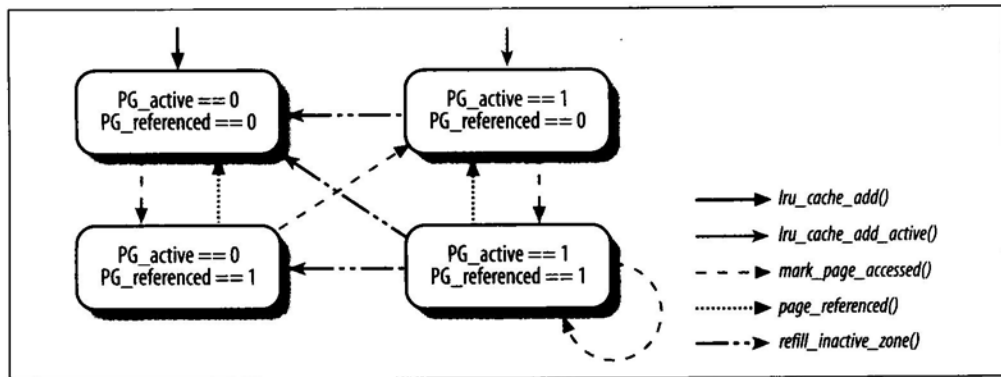 PG_active == 0
PG_referenced == 0
PG_active == 1
PG_referenced == 0
PG_active == 0
PG_referenced == 1
PG_active == 1
PG_referenced == 1
lru_cache_add()
lru_cache_add_active()
mark_page_accessed()
page_referenced()
refill_inactive_zone()